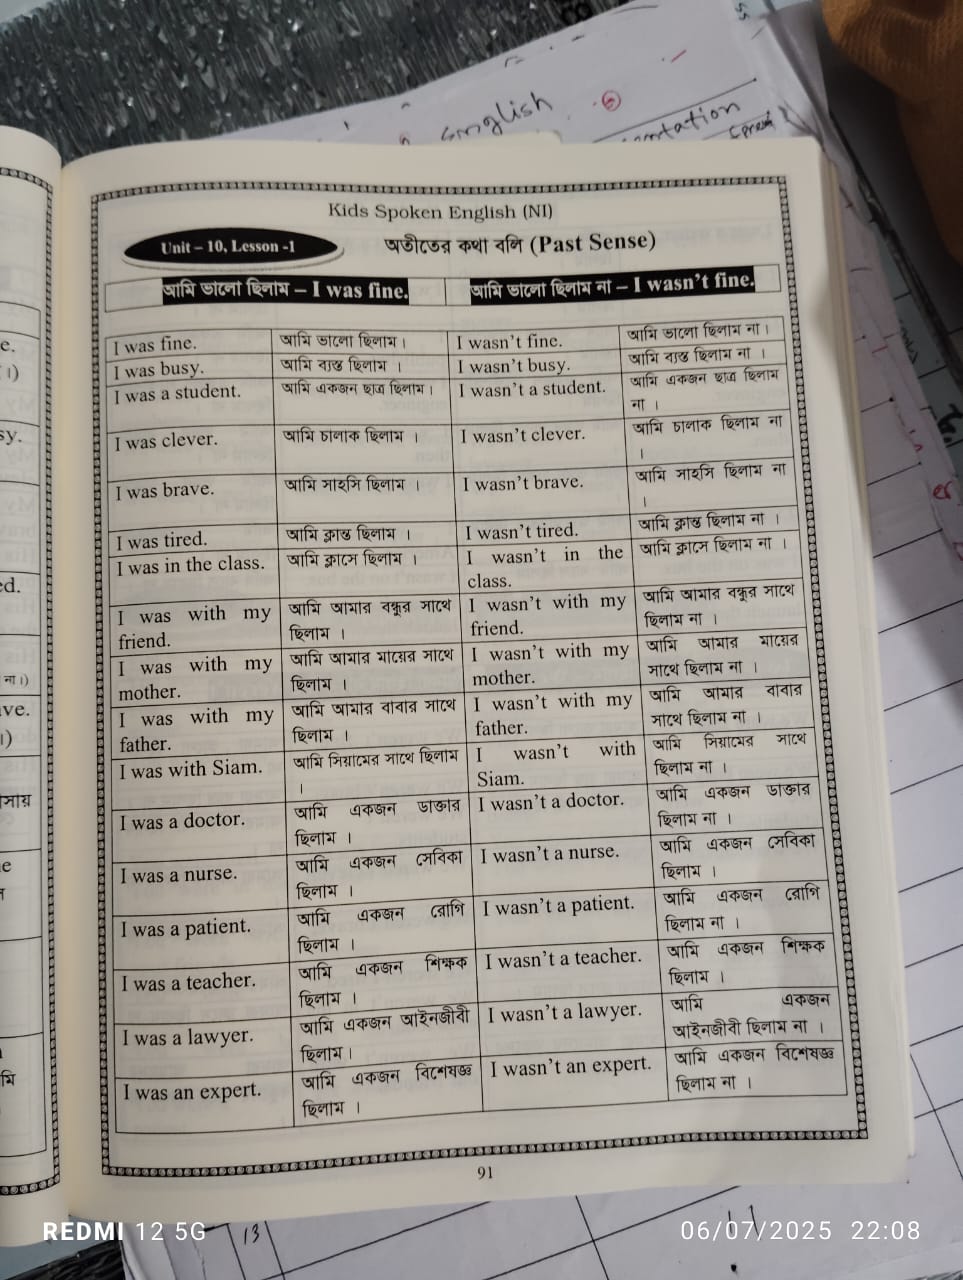 English
Kids Spoken English (NI)
Unit – 10, Lesson -1
অতীতের কথা বলি (Past Sense)
আমি ভালো ছিলাম – I was fine.
আমি ভালো ছিলাম না – I wasn't fine.
I was fine.
আমি ভালো ছিলাম।
I wasn't fine.
আমি ভালো ছিলাম না।
I was busy.
আমি ব্যস্ত ছিলাম ।
I wasn't busy.
আমি ব্যস্ত ছিলাম না ।
I was a student.
আমি একজন ছাত্র ছিলাম।
I wasn't a student.
আমি একজন ছাত্র ছিলাম
না ।
I was clever.
আমি চালাক ছিলাম ।
I wasn't clever.
আমি চালাক ছিলাম না
।
I was brave.
আমি সাহসি ছিলাম ।
I wasn't brave.
আমি সাহসি ছিলাম না
।
I was tired.
আমি ক্লান্ত ছিলাম ।
I wasn't tired.
আমি ক্লান্ত ছিলাম না ।
I was in the class.
আমি ক্লাসে ছিলাম ।
I wasn't in the
class.
আমি ক্লাসে ছিলাম না ।
I was with my
friend.
আমি আমার বন্ধুর সাথে
ছিলাম ।
I wasn't with my
friend.
আমি আমার বন্ধুর সাথে
ছিলাম না ।
I was with my
mother.
আমি আমার মায়ের সাথে
ছিলাম ।
I wasn't with my
mother.
আমি আমার মায়ের
সাথে ছিলাম না ।
I was with my
father.
আমি আমার বাবার সাথে
ছিলাম ।
I wasn't with my
father.
আমি আমার বাবার
সাথে ছিলাম না ।
I was with Siam.
আমি সিয়ামের সাথে ছিলাম
।
I wasn't with
Siam.
আমি সিয়ামের সাথে
ছিলাম না ।
I was a doctor.
আমি একজন ডাক্তার
ছিলাম ।
I wasn't a doctor.
আমি একজন ডাক্তার
ছিলাম না ।
I was a nurse.
আমি একজন সেবিকা
ছিলাম ।
I wasn't a nurse.
আমি একজন সেবিকা
ছিলাম ।
I was a patient.
আমি একজন রোগি
ছিলাম ।
I wasn't a patient.
আমি একজন রোগি
ছিলাম না ।
I was a teacher.
আমি একজন শিক্ষক
ছিলাম ।
I wasn't a teacher.
আমি একজন শিক্ষক
ছিলাম ।
I was a lawyer.
আমি একজন আইনজীবী
ছিলাম।
I wasn't a lawyer.
আমি একজন
আইনজীবী ছিলাম না ।
I was an expert.
আমি একজন বিশেষজ্ঞ
ছিলাম ।
I wasn't an expert.
আমি একজন বিশেষজ্ঞ
ছিলাম না ।
91
13
REDMI 12 5G
06/07/2025 22:08